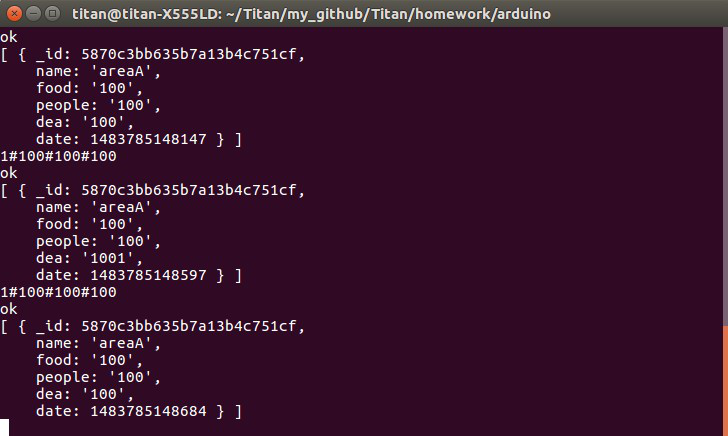 titan@titan-X555LD: ~/Titan/my_github/Titan/homework/arduino
ok
[ { _id: 5870c3bb635b7a13b4c751cf,
    name: 'areaA',
    food: '100',
    people: '100',
    dea: '100',
    date: 1483785148147 } ]
1#100#100#100
ok
[ { _id: 5870c3bb635b7a13b4c751cf,
    name: 'areaA',
    food: '100',
    people: '100',
    dea: '1001',
    date: 1483785148597 } ]
1#100#100#100
ok
[ { _id: 5870c3bb635b7a13b4c751cf,
    name: 'areaA',
    food: '100',
    people: '100',
    dea: '100',
    date: 1483785148684 } ]